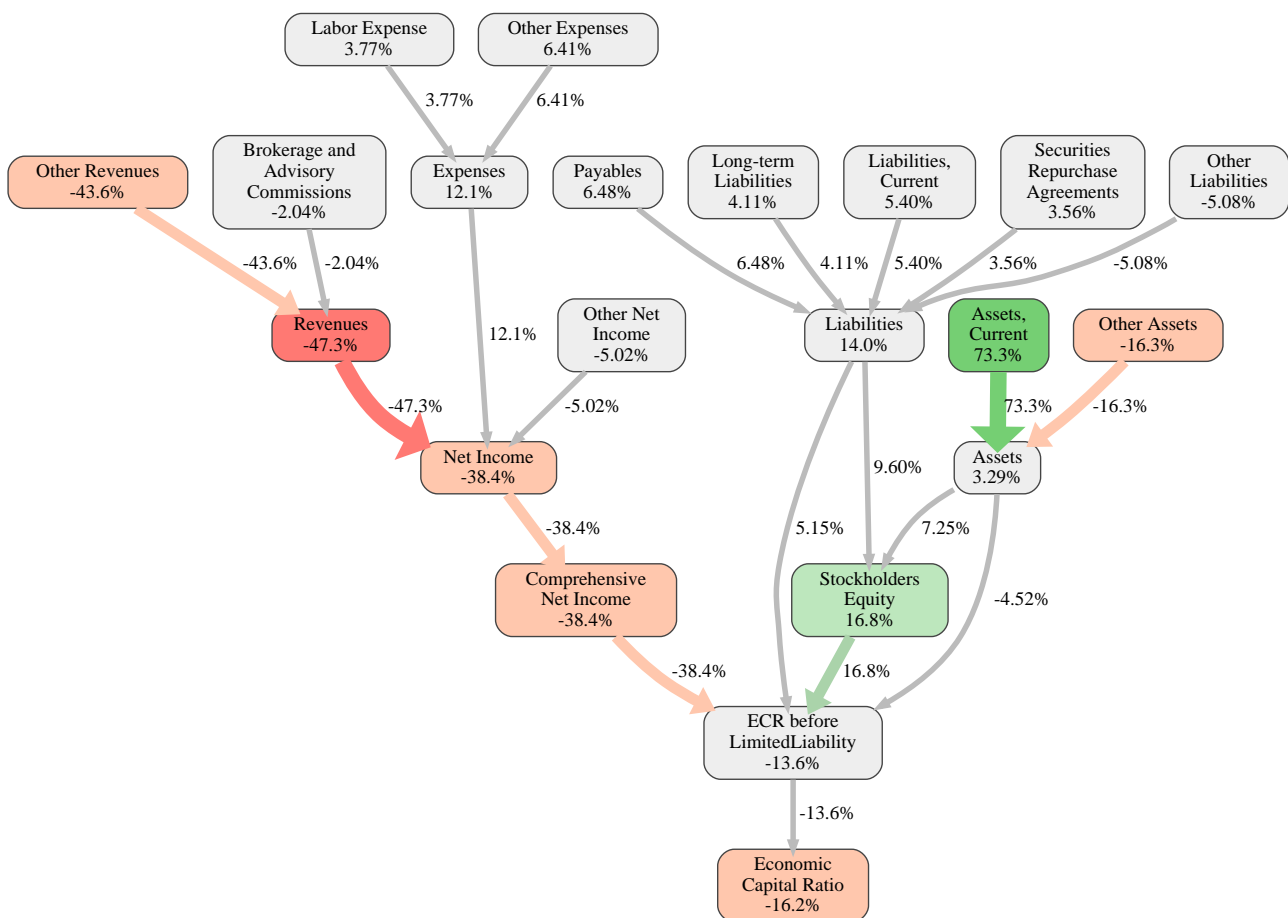 Labor Expense
3.77%
Other Expenses
6.41%
3.77%
6.41%
Other Revenues
-43.6%
Brokerage and
Advisory
Commissions
-2.04%
Expenses
12.1%
Payables
6.48%
Long-term
Liabilities
4.11%
Liabilities,
Current
5.40%
Securities
Repurchase
Agreements
3.56%
Other
Liabilities
-5.08%
-43.6%
-2.04%
6.48%
4.11%
5.40%
3.56%
-5.08%
Revenues
-47.3%
12.1%
Other Net
Income
-5.02%
Liabilities
14.0%
Assets,
Current
73.3%
Other Assets
-16.3%
-47.3%
-5.02%
73.3%
-16.3%
Net Income
-38.4%
9.60%
Assets
3.29%
-38.4%
5.15%
7.25%
Comprehensive
Net Income
-38.4%
Stockholders
Equity
16.8%
-4.52%
-38.4%
16.8%
ECR before
LimitedLiability
-13.6%
-13.6%
Economic
Capital Ratio
-16.2%